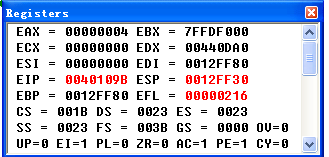 Registers
EAX = 00000004 EBX = 7FFDF000
ECX = 00000000 EDX = 00440DA0
ESI = 00000000 EDI = 0012FF80
EIP = 0040109B ESP = 0012FF30
EBP = 0012FF80 EFL = 00000216
CS = 001B DS = 0023 ES = 0023
SS = 0023 FS = 003B GS = 0000 OV=0
UP=0 EI=1 PL=0 ZR=0 AC=1 PE=1 CY=0